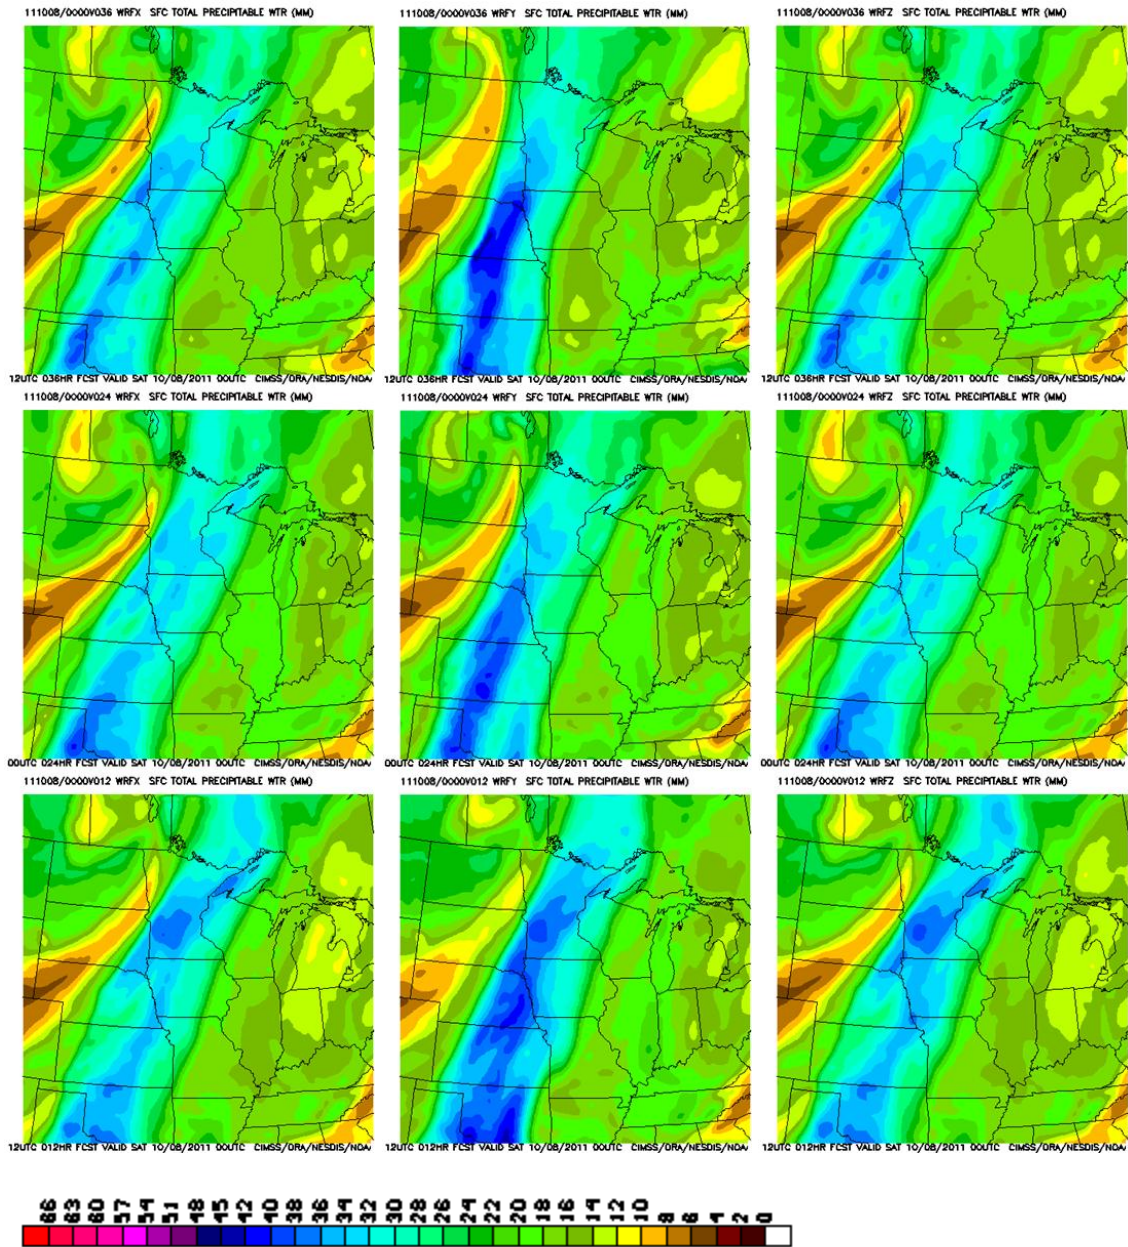 111008/0000V036 WRFX SFC TOTAL PRECIPITABLE WTR (MM)
111008/0000V036 WRFY SFC TOTAL PRECIPITABLE WTR (MM)
111008/0000V036 WRFZ SFC TOTAL PRECIPITABLE WTR (MM)
12UTC 036HR FCST VALID SAT 10/08/2011 00UTC CIMSS/ORA/NESDIS/NOAA
12UTC 036HR FCST VALID SAT 10/08/2011 00UTC CIMSS/ORA/NESDIS/NOAA
12UTC 036HR FCST VALID SAT 10/08/2011 00UTC CIMSS/ORA/NESDIS/NOAA
111008/0000V024 WRFX SFC TOTAL PRECIPITABLE WTR (MM)
111008/0000V024 WRFY SFC TOTAL PRECIPITABLE WTR (MM)
111008/0000V024 WRFZ SFC TOTAL PRECIPITABLE WTR (MM)
00UTC 024HR FCST VALID SAT 10/08/2011 00UTC CIMSS/ORA/NESDIS/NOAA
00UTC 024HR FCST VALID SAT 10/08/2011 00UTC CIMSS/ORA/NESDIS/NOAA
00UTC 024HR FCST VALID SAT 10/08/2011 00UTC CIMSS/ORA/NESDIS/NOAA
111008/0000V012 WRFX SFC TOTAL PRECIPITABLE WTR (MM)
111008/0000V012 WRFY SFC TOTAL PRECIPITABLE WTR (MM)
111008/0000V012 WRFZ SFC TOTAL PRECIPITABLE WTR (MM)
12UTC 012HR FCST VALID SAT 10/08/2011 00UTC CIMSS/ORA/NESDIS/NOAA
12UTC 012HR FCST VALID SAT 10/08/2011 00UTC CIMSS/ORA/NESDIS/NOAA
12UTC 012HR FCST VALID SAT 10/08/2011 00UTC CIMSS/ORA/NESDIS/NOAA
66 63 60 57 54 51 48 45 42 40 38 36 34 32 30 28 26 24 22 20 18 16 14 12 10 8 6 4 2 0